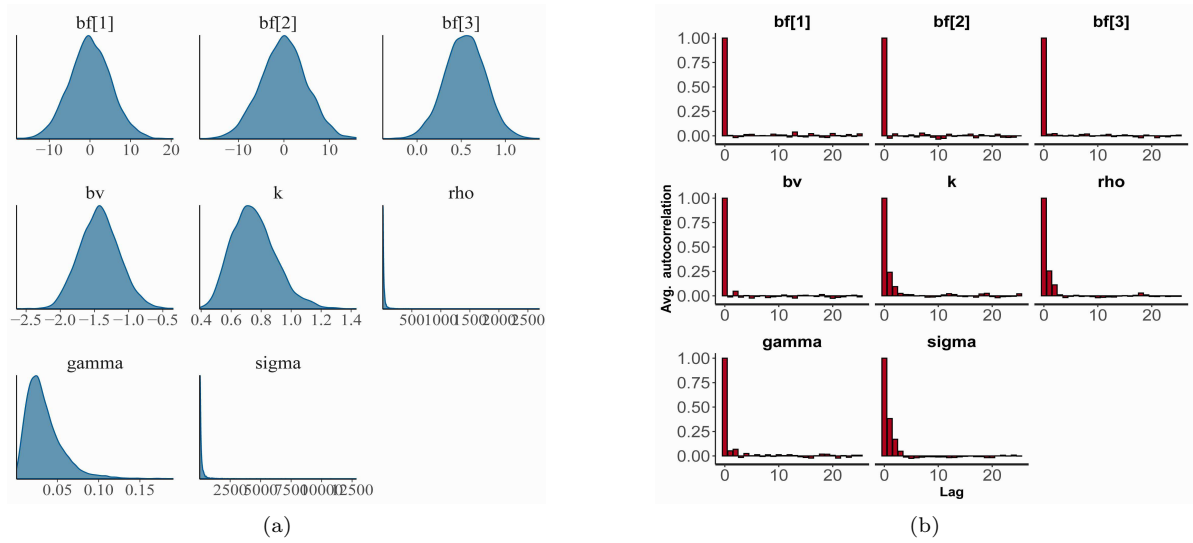 bf[1] bf[2] bf[3]
−10 0 10 20 −10 0 10 0.0 0.5 1.0
bv k rho
−2.5 −2.0 −1.5 −1.0 −0.5 0.4 0.6 0.8 1.0 1.2 1.4 500 1000 1500 2000 2500
gamma sigma
0.05 0.10 0.15 2500 5000 7500 10000 12500
(a)
bf[1] bf[2] bf[3]
1.00
0.75
0.50
0.25
0.00
0 10 20 0 10 20 0 10 20
bv k rho
1.00
0.75
0.50
0.25
0.00
0 10 20 0 10 20 0 10 20
Avg. autocorrelation
gamma sigma
1.00
0.75
0.50
0.25
0.00
0 10 20 0 10 20
Lag
(b)